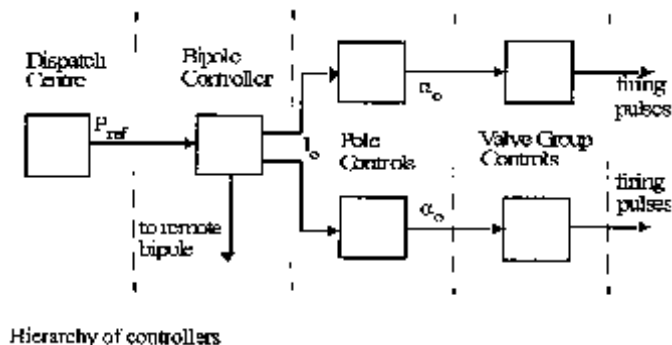 Dispatch
Centre
Bipole
Controller
P_ref
I_o
α_o
firing
pulses
Pole
Controls
Valve Group
Controls
to remote
bipole
α_o
firing
pulses
Hierarchy of controllers